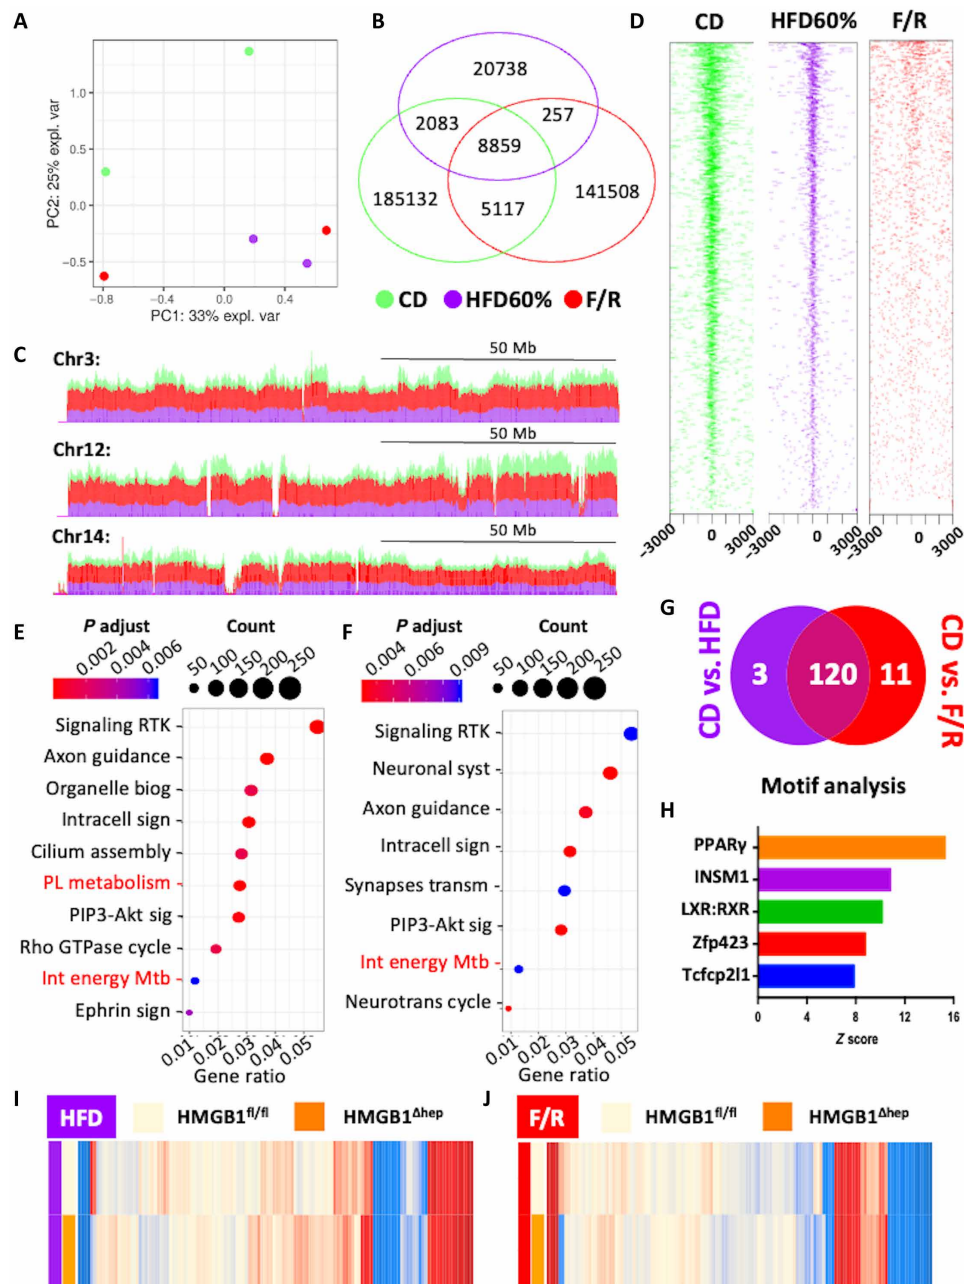 A
PC2: 25% expl. var
1.0
0.5
0.0
−0.5
−0.8
−0.4
0.0
0.4
PC1: 33% expl. var
B
20738
2083
257
8859
185132
5117
141508
CD
HFD60%
F/R
C
Chr3:
50 Mb
Chr12:
50 Mb
Chr14:
50 Mb
D
CD
HFD60%
F/R
-3000
0
3000
-3000
0
3000
-3000
0
3000
E
P adjust
0.002
0.004
0.006
Count
50
100
150
200
250
Signaling RTK
Axon guidance
Organelle biog
Intracell sign
Cilium assembly
PL metabolism
PIP3-Akt sig
Rho GTPase cycle
Int energy Mtb
Ephrin sign
0.01
0.02
0.03
0.04
0.05
Gene ratio
F
P adjust
0.004
0.006
0.009
Count
50
100
150
200
250
Signaling RTK
Neuronal syst
Axon guidance
Intracell sign
Synapses transm
PIP3-Akt sig
Int energy Mtb
Neurotrans cycle
0.01
0.02
0.03
0.04
0.05
Gene ratio
G
CD vs. HFD
3
120
11
CD vs. F/R
Motif analysis
H
PPARγ
INSM1
LXR:RXR
Zfp423
Tcfcp2l1
0
4
8
12
16
Z score
I
HFD
HMGB1fl/fl
HMGB1Δhep
J
F/R
HMGB1fl/fl
HMGB1Δhep